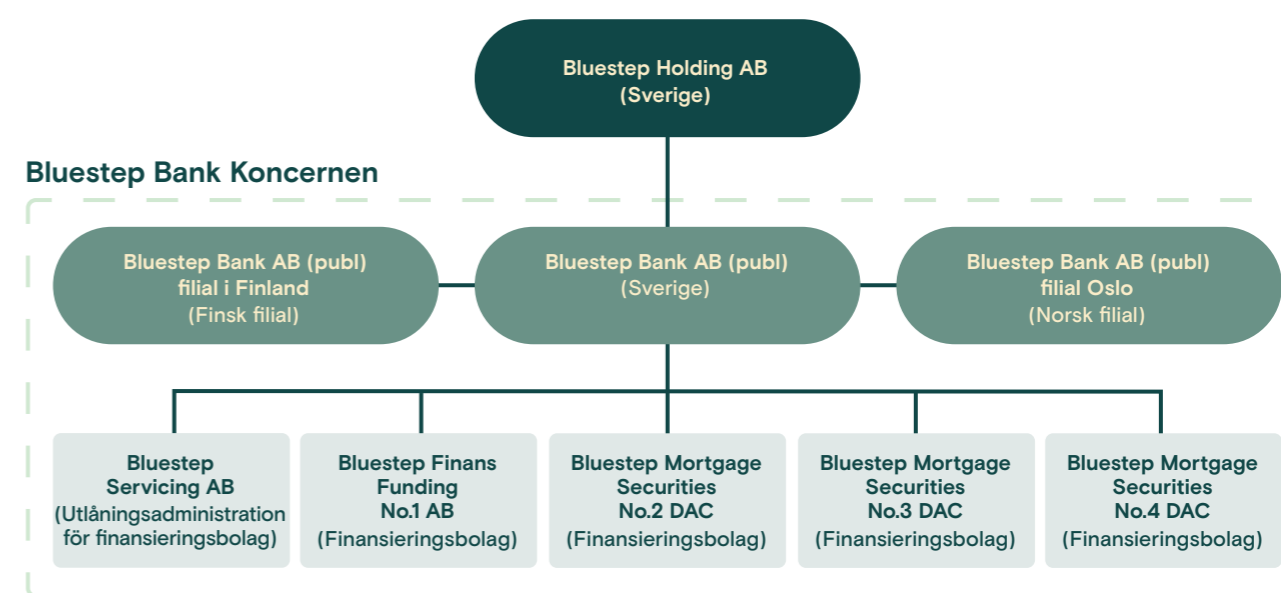 Bluestep Holding AB
(Sverige)
Bluestep Bank Koncernen
Bluestep Bank AB (publ)
filial i Finland
(Finsk filial)
Bluestep Bank AB (publ)
(Sverige)
Bluestep Bank AB (publ)
filial Oslo
(Norsk filial)
Bluestep
Servicing AB
(Utlåningsadministration
för finansieringsbolag)
Bluestep Finans
Funding
No.1 AB
(Finansieringsbolag)
Bluestep Mortgage
Securities
No.2 DAC
(Finansieringsbolag)
Bluestep Mortgage
Securities
No.3 DAC
(Finansieringsbolag)
Bluestep Mortgage
Securities
No.4 DAC
(Finansieringsbolag)